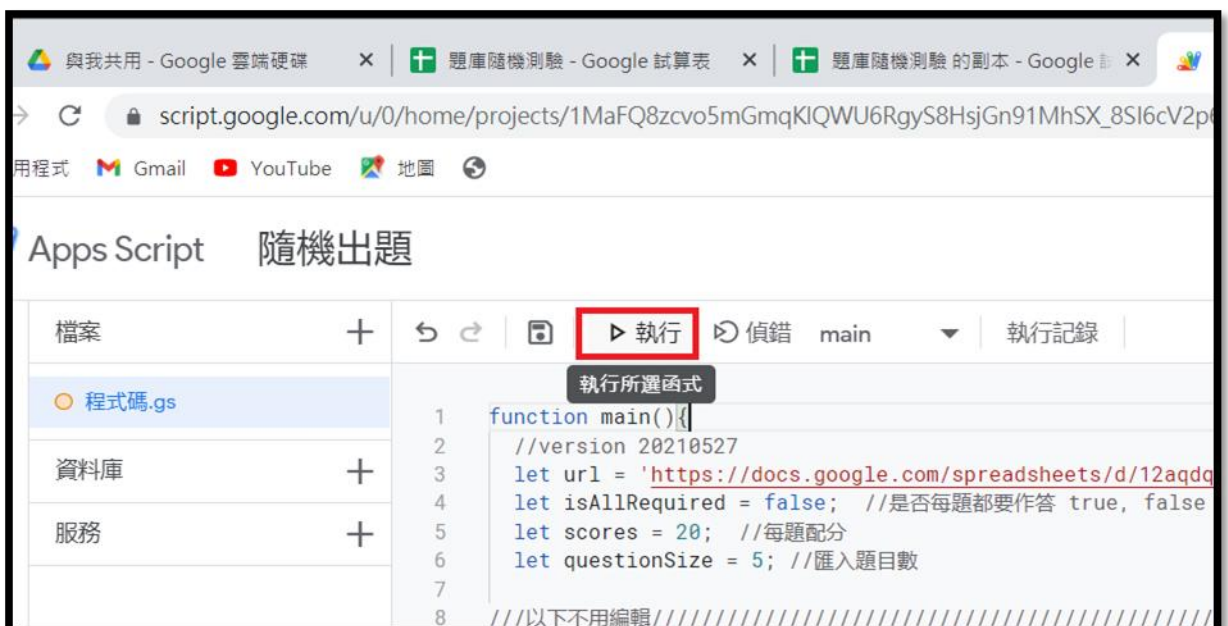 與我共用 - Google 雲端硬碟 × 題庫隨機測驗 - Google 試算表 × 題庫隨機測驗 的副本 - Google ×
script.google.com/u/0/home/projects/1MaFQ8zcvo5mGmqKlQWU6RgyS8HsjGn91MhSX_8Sl6cV2p
用程式 Gmail YouTube 地圖
Apps Script 隨機出題
檔案 + 執行 偵錯 main 執行記錄
執行所選函式
程式碼.gs
資料庫 +
服務 +
1 function main(){
2 //version 20210527
3 let url = 'https://docs.google.com/spreadsheets/d/12aqdq
4 let isAllRequired = false; //是否每題都要作答 true, false
5 let scores = 20; //每題配分
6 let questionSize = 5; //匯入題目數
7
8 ///以下不用編輯//////////////////////////////////////////////